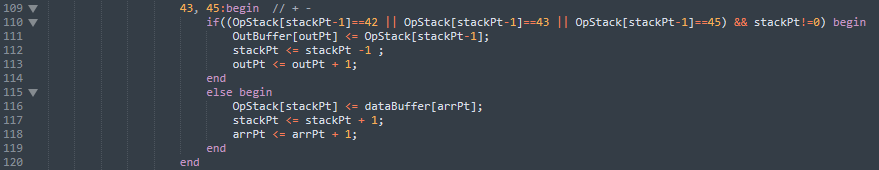 109 43, 45:begin // + -
110 if((OpStack[stackPt-1]==42 || OpStack[stackPt-1]==43 || OpStack[stackPt-1]==45) && stackPt!=0) begin
111 OutBuffer[outPt] <= OpStack[stackPt-1];
112 stackPt <= stackPt -1 ;
113 outPt <= outPt + 1;
114 end
115 else begin
116 OpStack[stackPt] <= dataBuffer[arrPt];
117 stackPt <= stackPt + 1;
118 arrPt <= arrPt + 1;
119 end
120 end